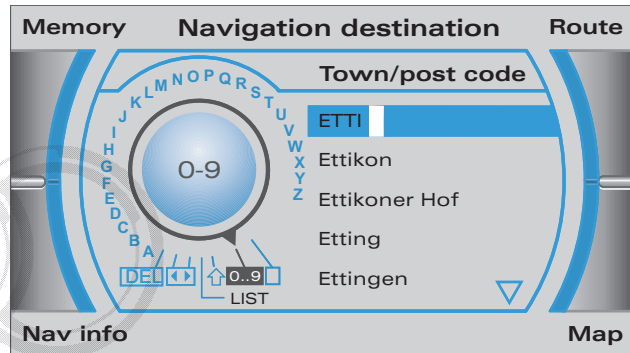 Memory Navigation destination Route
Town/post code
A B C D E F G H I J K L M N O P Q R S T U V W X Y Z
0-9
ETTI
Ettikon
Ettikoner Hof
Etting
Ettingen
DEL 0..9
LIST
Nav info Map